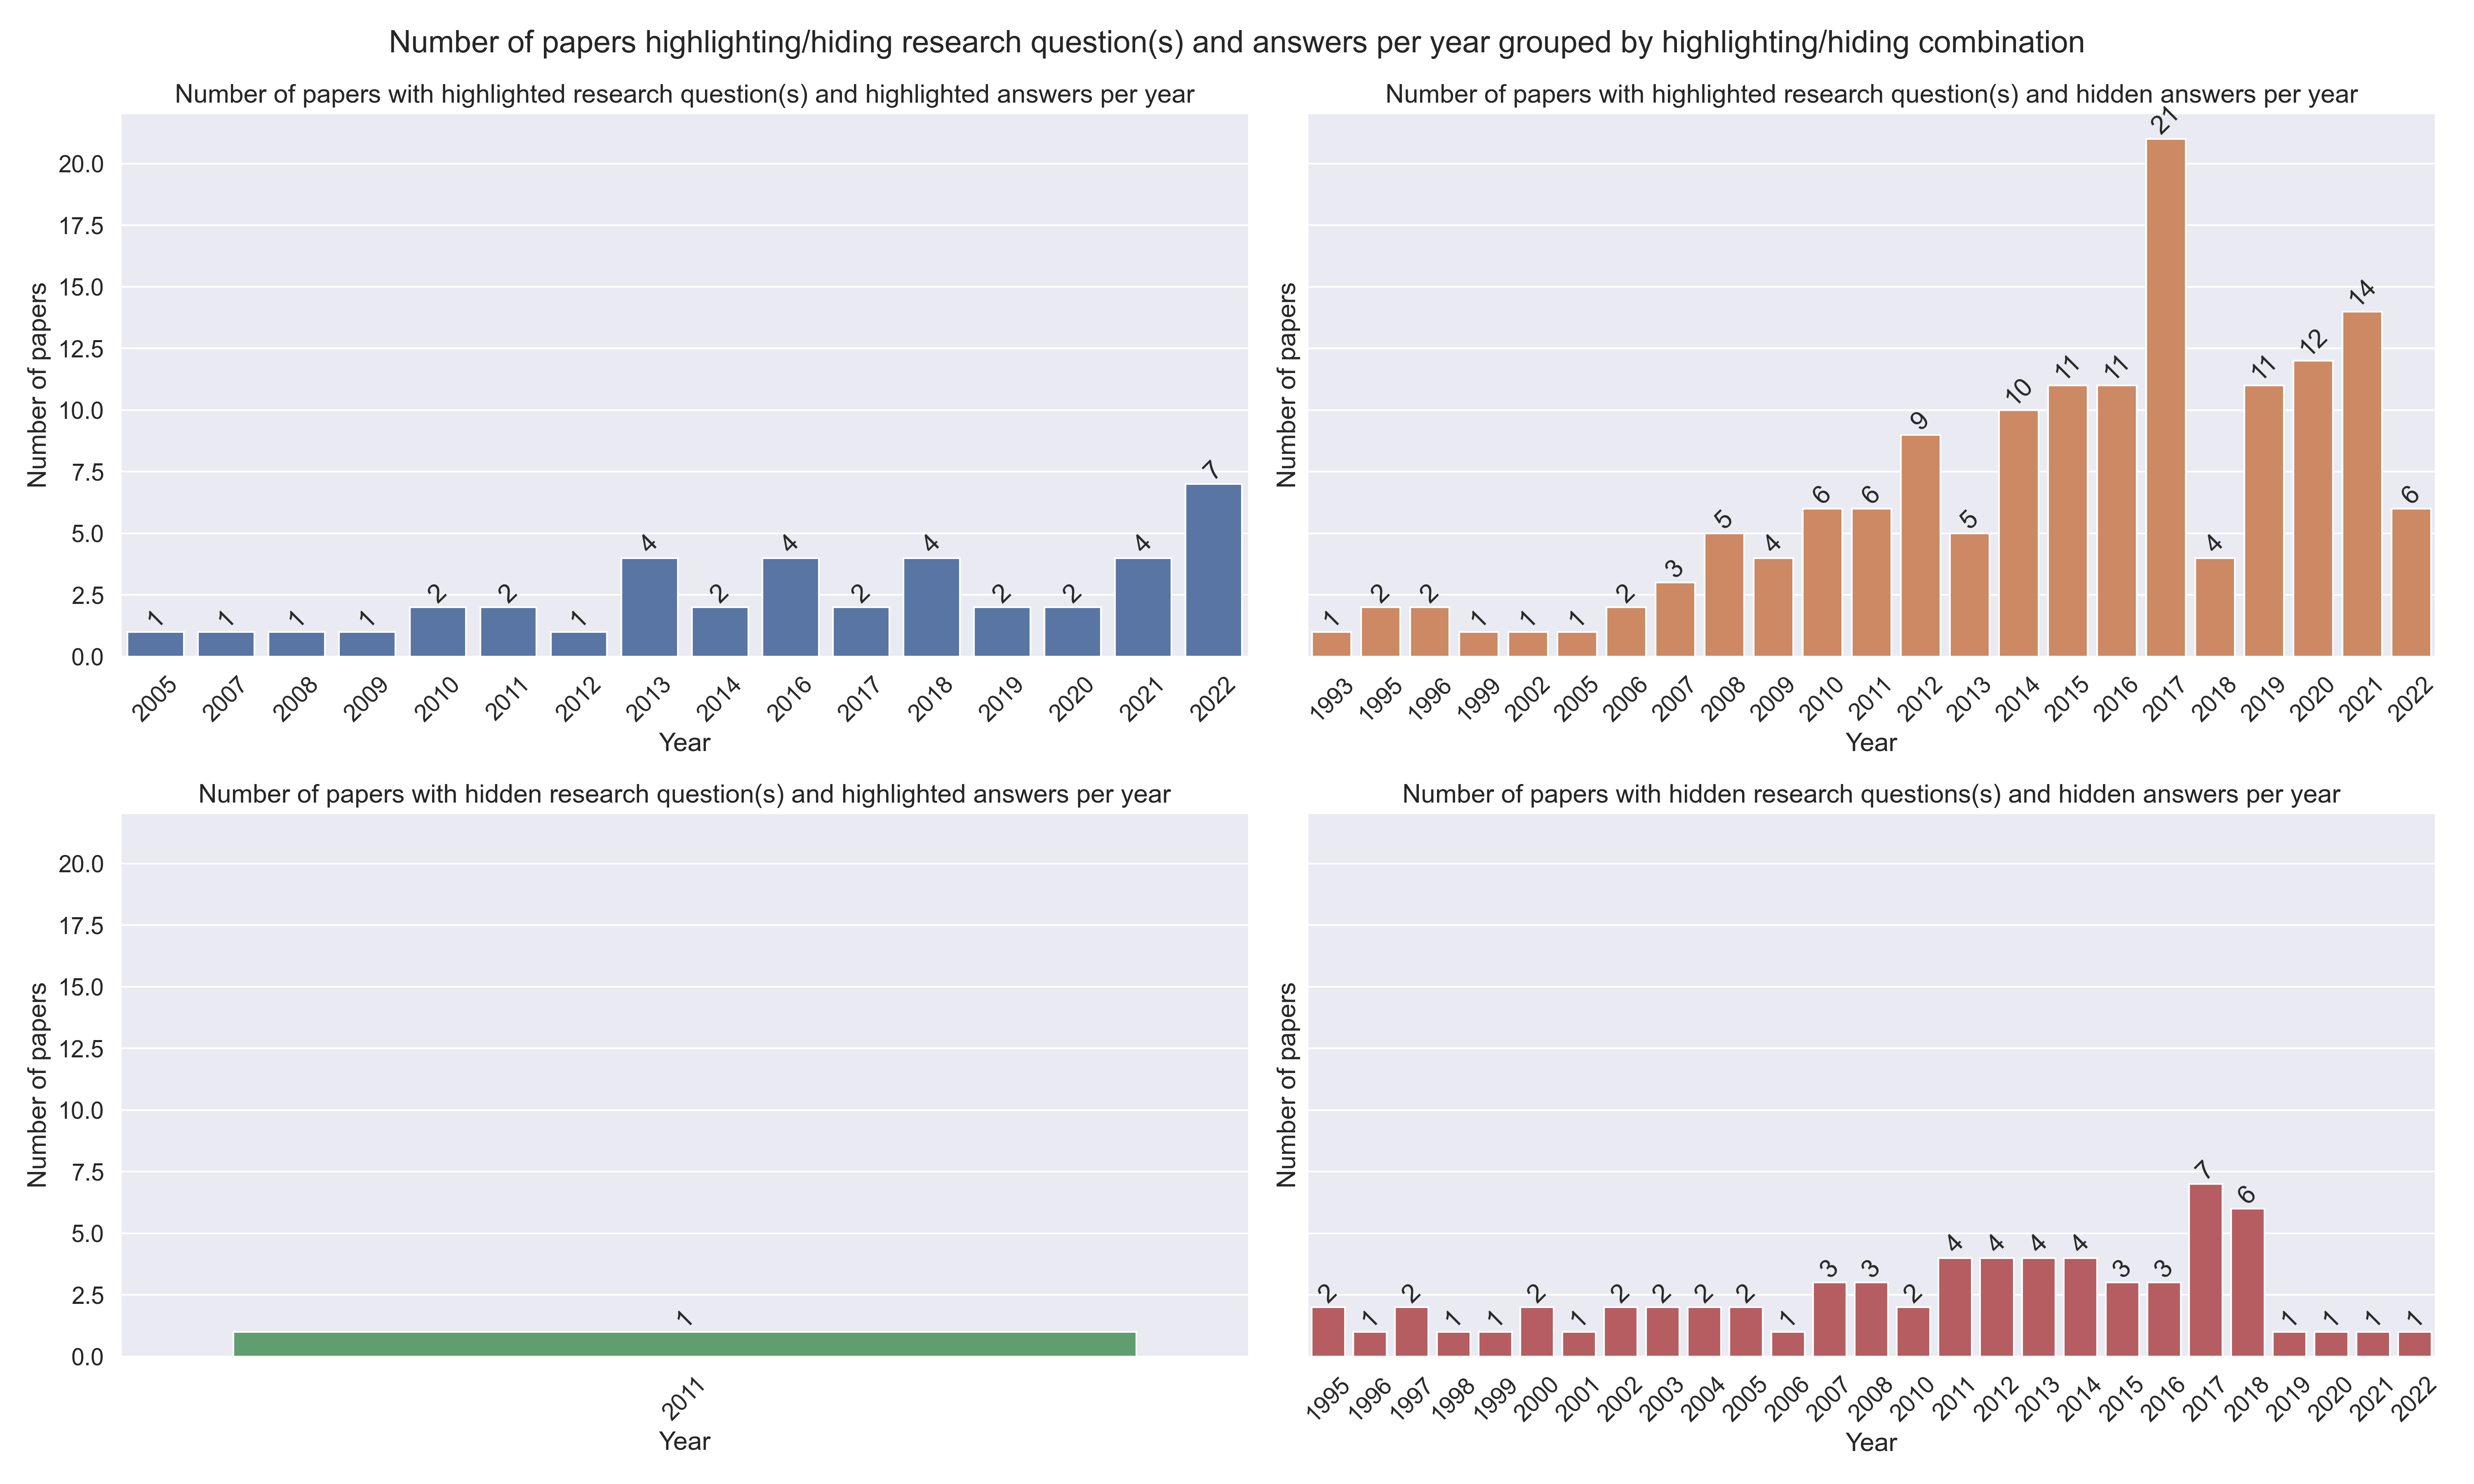 Number of papers highlighting/hiding research question(s) and answers per year grouped by highlighting/hiding combination
Number of papers with highlighted research question(s) and highlighted answers per year
Number of papers
20.0
17.5
15.0
12.5
10.0
7.5
5.0
2.5
0.0
1 1 1 1 2 2 1 4 2 4 2 4 2 2 4 7
2005 2007 2008 2009 2010 2011 2012 2013 2014 2016 2017 2018 2019 2020 2021 2022
Year
Number of papers with highlighted research question(s) and hidden answers per year
Number of papers
1 2 2 1 1 1 2 3 5 4 6 6 9 5 10 11 11 21 4 11 12 14 6
1993 1995 1996 1999 2002 2005 2006 2007 2008 2009 2010 2011 2012 2013 2014 2015 2016 2017 2018 2019 2020 2021 2022
Year
Number of papers with hidden research question(s) and highlighted answers per year
Number of papers
20.0
17.5
15.0
12.5
10.0
7.5
5.0
2.5
0.0
1
2011
Year
Number of papers with hidden research questions(s) and hidden answers per year
Number of papers
2 1 2 1 1 2 1 2 2 2 2 1 3 3 2 4 4 4 4 3 3 7 6 1 1 1 1
1995 1996 1997 1998 1999 2000 2001 2002 2003 2004 2005 2006 2007 2008 2010 2011 2012 2013 2014 2015 2016 2017 2018 2019 2020 2021 2022
Year